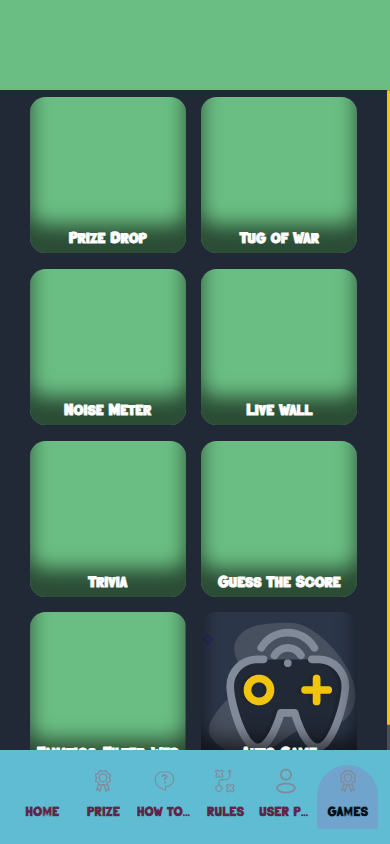 Prize Drop
Tug of War
Noise Meter
Live Wall
Trivia
Guess The Score
HOME
PRIZE
HOW TO...
RULES
USER P...
GAMES